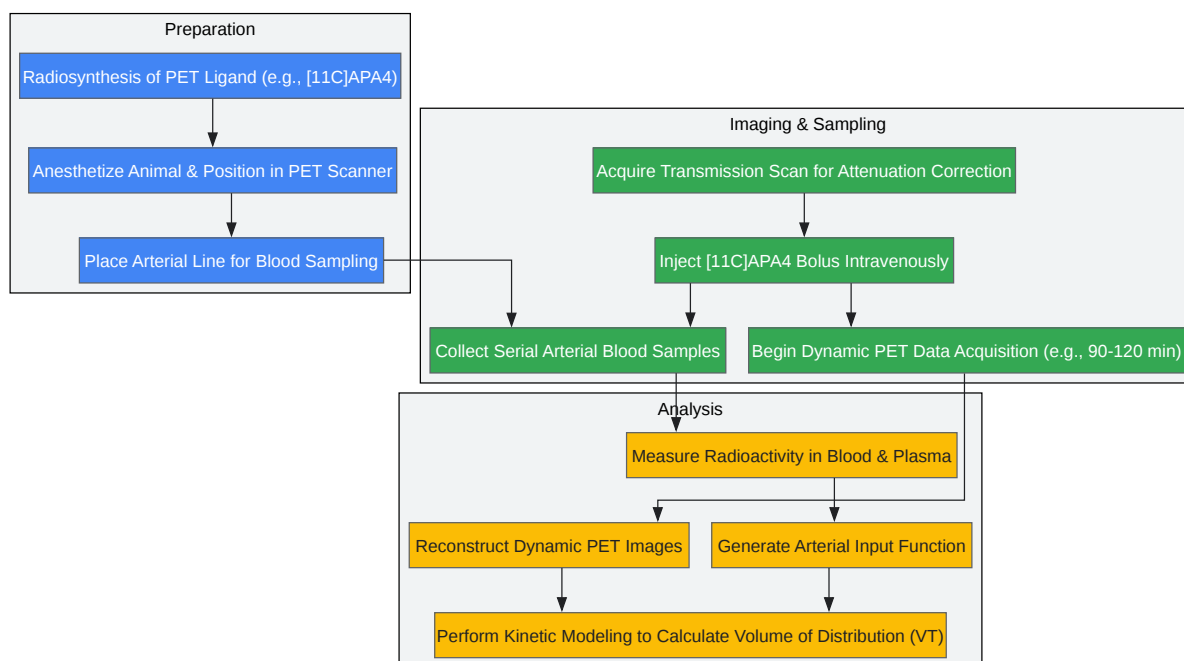 Preparation
Radiosynthesis of PET Ligand (e.g., [11C]APA4)
Anesthetize Animal & Position in PET Scanner
Place Arterial Line for Blood Sampling
Imaging & Sampling
Acquire Transmission Scan for Attenuation Correction
Inject [11C]APA4 Bolus Intravenously
Collect Serial Arterial Blood Samples
Begin Dynamic PET Data Acquisition (e.g., 90-120 min)
Analysis
Measure Radioactivity in Blood & Plasma
Reconstruct Dynamic PET Images
Generate Arterial Input Function
Perform Kinetic Modeling to Calculate Volume of Distribution (VT)